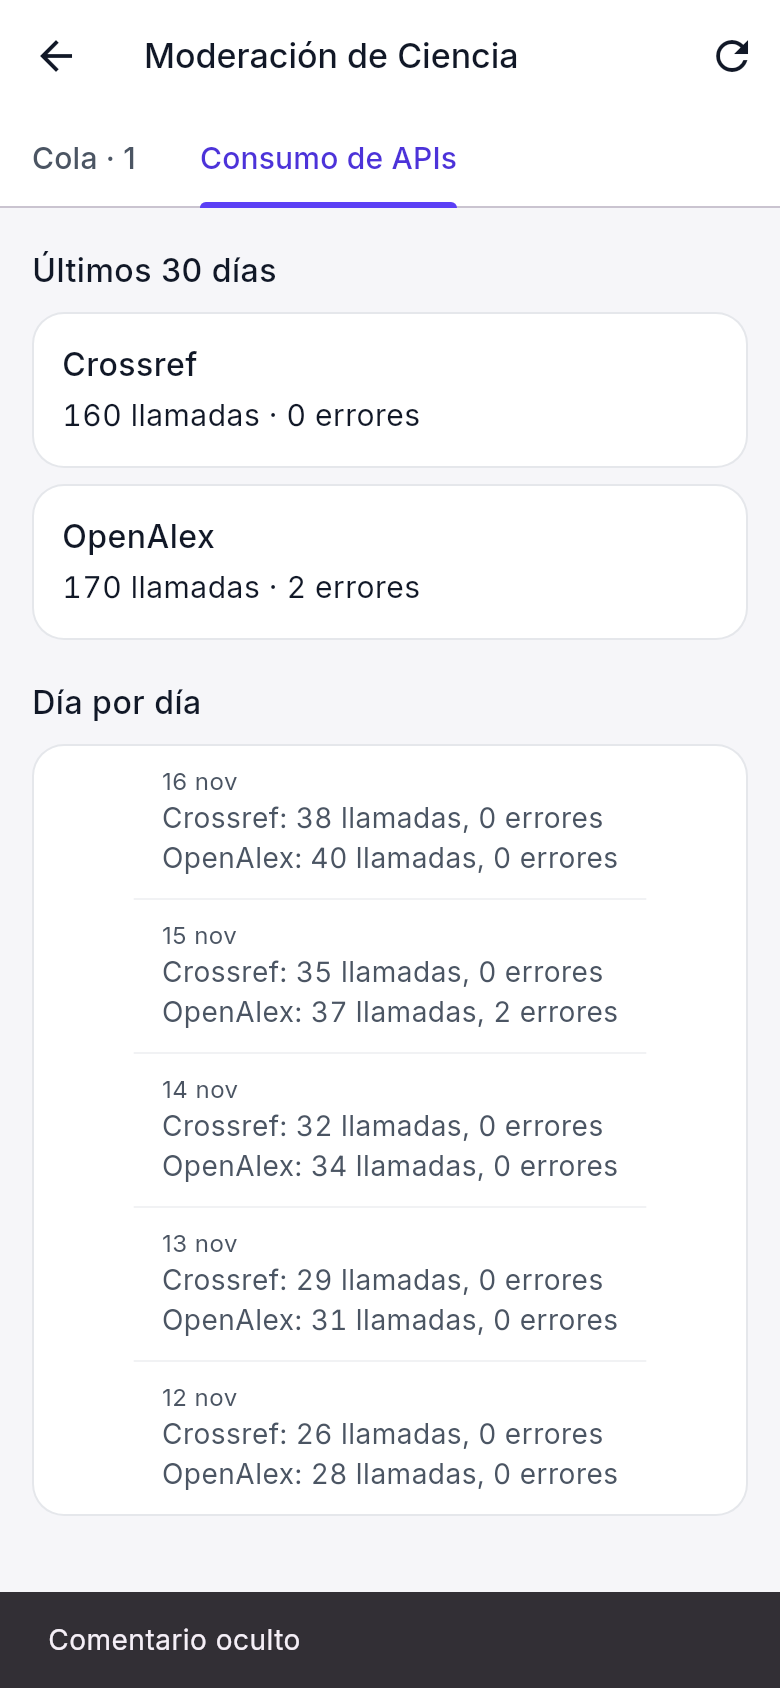 Moderación de Ciencia
Cola · 1
Consumo de APIs
Últimos 30 días
Crossref
160 llamadas · 0 errores
OpenAlex
170 llamadas · 2 errores
Día por día
16 nov
Crossref: 38 llamadas, 0 errores
OpenAlex: 40 llamadas, 0 errores
15 nov
Crossref: 35 llamadas, 0 errores
OpenAlex: 37 llamadas, 2 errores
14 nov
Crossref: 32 llamadas, 0 errores
OpenAlex: 34 llamadas, 0 errores
13 nov
Crossref: 29 llamadas, 0 errores
OpenAlex: 31 llamadas, 0 errores
12 nov
Crossref: 26 llamadas, 0 errores
OpenAlex: 28 llamadas, 0 errores
Comentario oculto